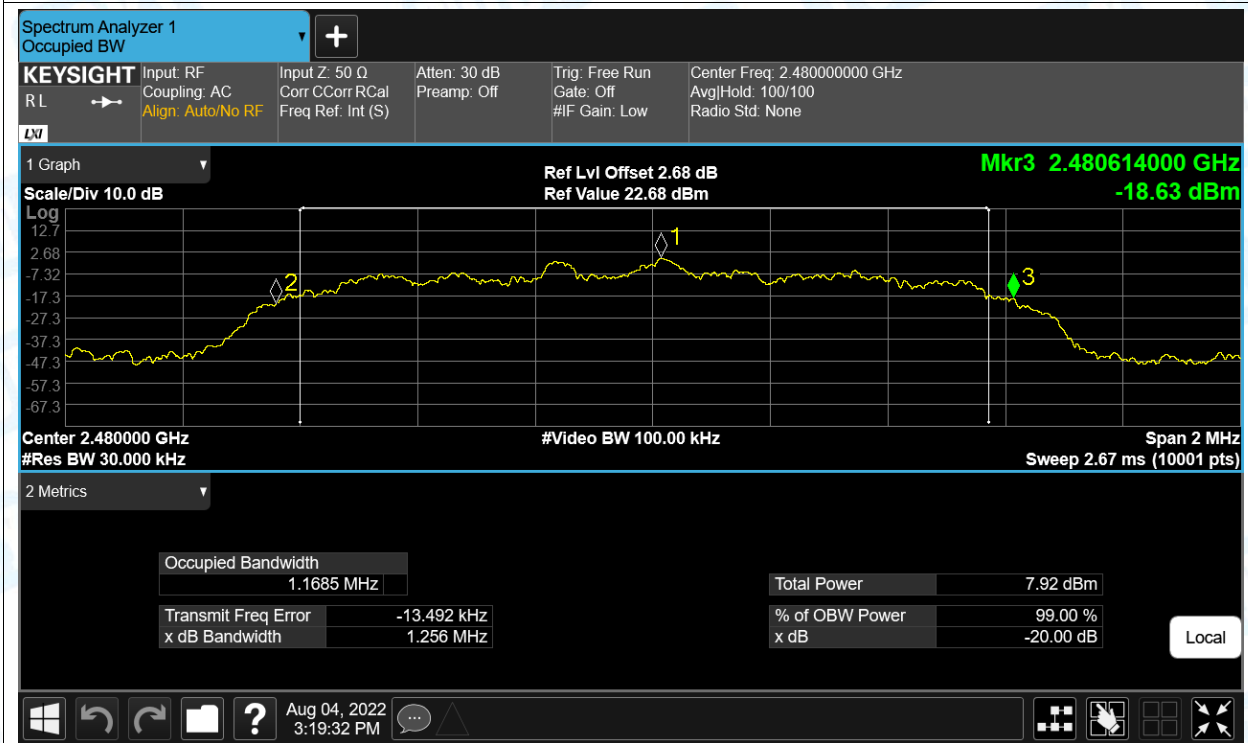 Spectrum Analyzer 1
Occupied BW
KEYSIGHT
R L
LXI
Input: RF
Coupling: AC
Align: Auto/No RF
Input Z: 50 Ω
Corr CCorr RCal
Freq Ref: Int (S)
Atten: 30 dB
Preamp: Off
Trig: Free Run
Gate: Off
#IF Gain: Low
Center Freq: 2.480000000 GHz
Avg|Hold: 100/100
Radio Std: None
1 Graph
Scale/Div 10.0 dB
Ref Lvl Offset 2.68 dB
Ref Value 22.68 dBm
Mkr3 2.480614000 GHz
-18.63 dBm
Log
12.7
2.68
-7.32
-17.3
-27.3
-37.3
-47.3
-57.3
-67.3
1
2
3
Center 2.480000 GHz
#Video BW 100.00 kHz
Span 2 MHz
#Res BW 30.000 kHz
Sweep 2.67 ms (10001 pts)
2 Metrics
Occupied Bandwidth
1.1685 MHz
Transmit Freq Error -13.492 kHz
x dB Bandwidth 1.256 MHz
Total Power 7.92 dBm
% of OBW Power 99.00 %
x dB -20.00 dB
Local
?
Aug 04, 2022
3:19:32 PM